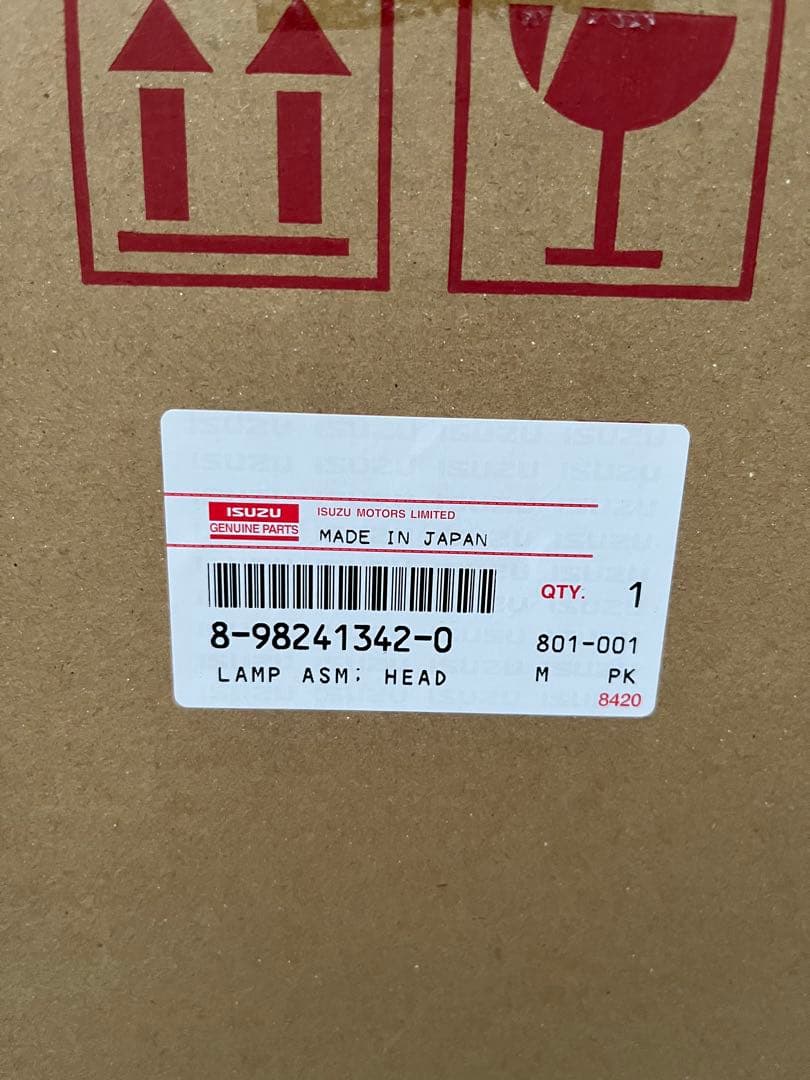 ISUZU
GENUINE PARTS
ISUZU MOTORS LIMITED
MADE IN JAPAN
QTY. 1
8-98241342-0
801-001
LAMP ASM; HEAD
M PK
8420